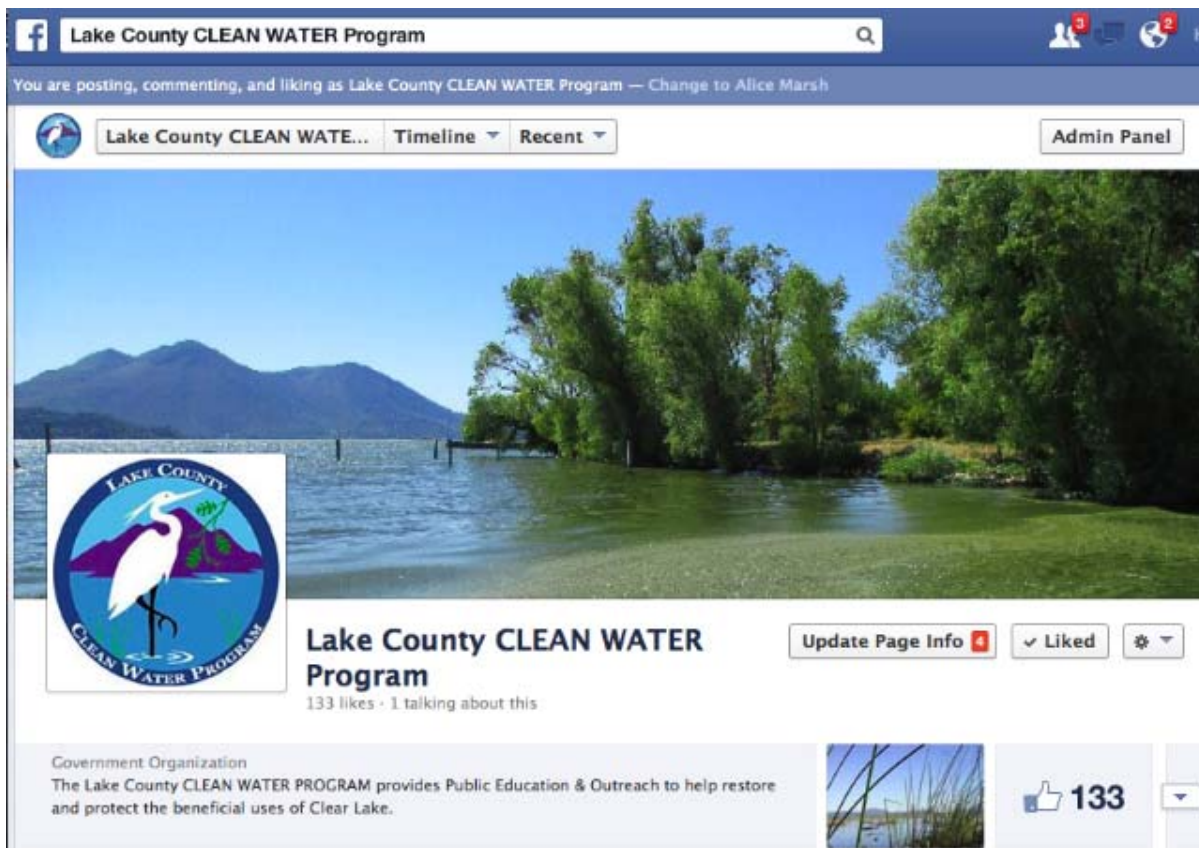 Lake County CLEAN WATER Program
3
2
You are posting, commenting, and liking as Lake County CLEAN WATER Program — Change to Alice Marsh
Lake County CLEAN WATE... Timeline Recent
Admin Panel
LAKE COUNTY
CLEAN WATER PROGRAM
Lake County CLEAN WATER
Program
133 likes · 1 talking about this
Update Page Info 4
Liked
Government Organization
The Lake County CLEAN WATER PROGRAM provides Public Education & Outreach to help restore
and protect the beneficial uses of Clear Lake.
133